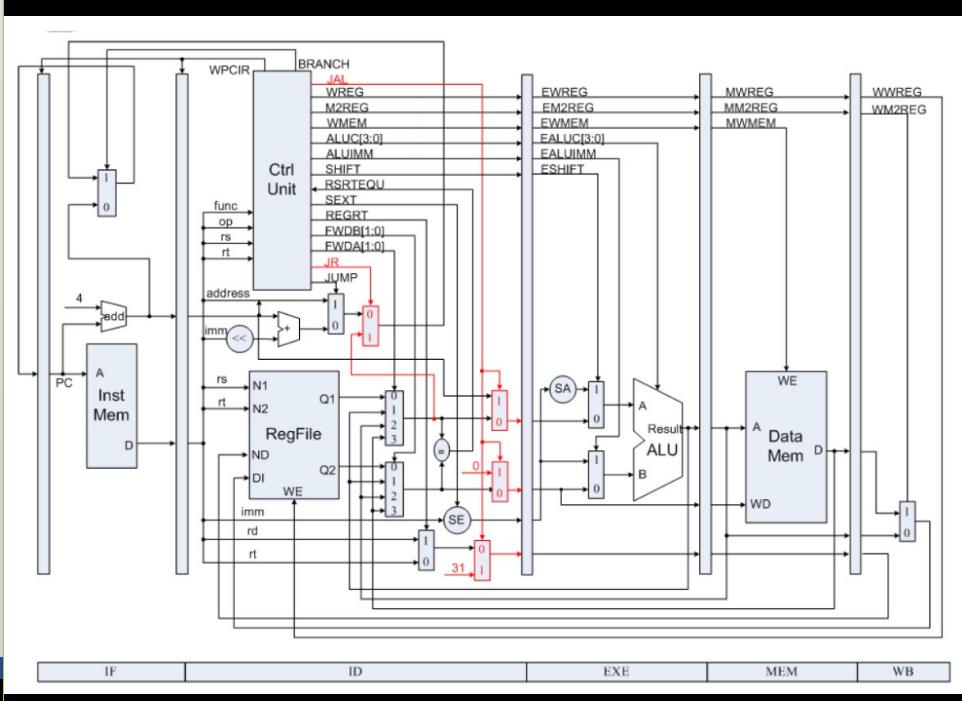 WPCIR
BRANCH
JAL
WREG
M2REG
WMEM
ALUC[3:0]
ALUIMM
SHIFT
RSRTEQU
SEXT
REGRT
FWDB[1:0]
FWDA[1:0]
JR
JUMP
Ctrl
Unit
func
op
rs
rt
address
imm
<<
+
1
0
0
1
1
0
4
add
PC
A
Inst
Mem
D
rs
rt
N1
N2
RegFile
ND
DI
WE
Q1
Q2
0
1
2
3
0
1
2
3
=
imm
SE
rd
rt
1
0
1
0
0
1
0
0
1
31
EWREG
EM2REG
EWMEM
EALUC[3:0]
EALUIMM
ESHIFT
SA
1
0
1
0
A
Result
ALU
B
MWREG
MM2REG
MWMEM
WE
A
Data
Mem
D
WD
WWREG
WM2REG
1
0
IF
ID
EXE
MEM
WB